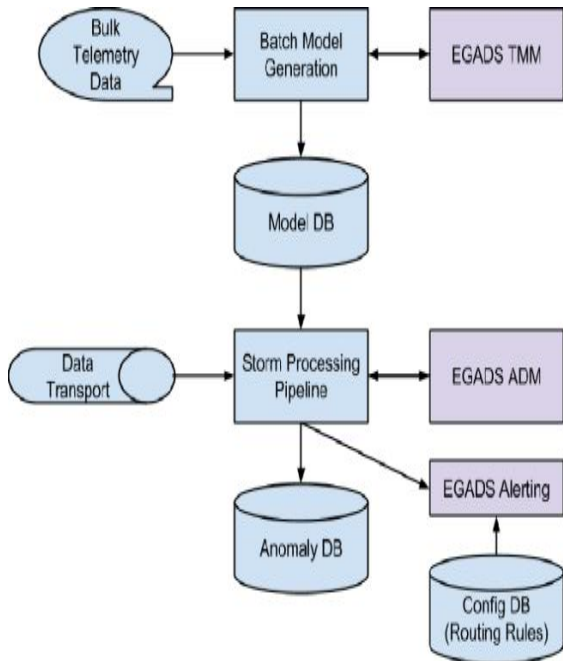 Bulk
Telemetry
Data
Batch Model
Generation
EGADS TMM
Model DB
Data
Transport
Storm Processing
Pipeline
EGADS ADM
EGADS Alerting
Anomaly DB
Config DB
(Routing Rules)